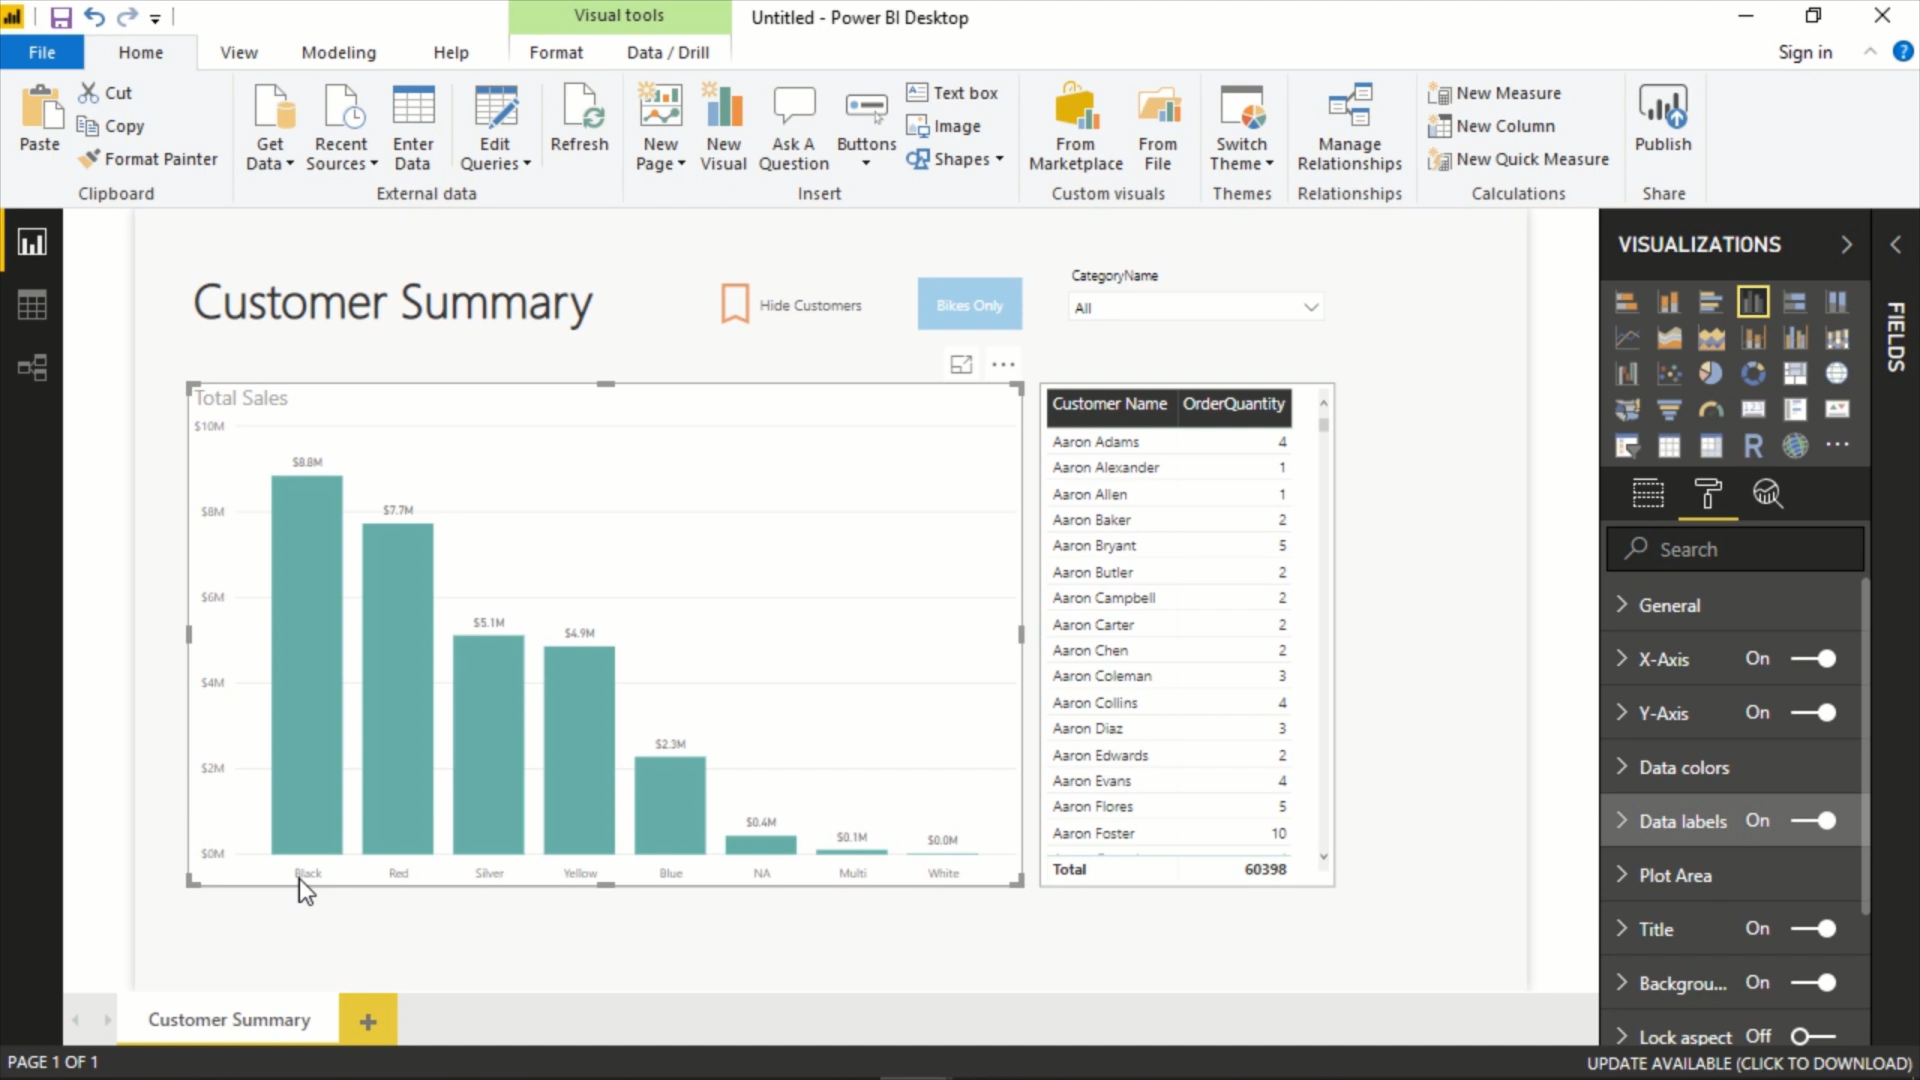 Visual tools
Untitled - Power BI Desktop
File
Home
View
Modeling
Help
Format
Data / Drill
Sign in
?
Paste
Cut
Copy
Format Painter
Clipboard
Get Data
Recent Sources
Enter Data
Edit Queries
External data
Refresh
New Page
New Visual
Ask A Question
Buttons
Text box
Image
Shapes
Insert
From Marketplace
From File
Custom visuals
Switch Theme
Themes
Manage Relationships
Relationships
New Measure
New Column
New Quick Measure
Calculations
Publish
Share
Customer Summary
Hide Customers
Bikes Only
CategoryName
All
Total Sales
$10M
$8M
$6M
$4M
$2M
$0M
$8.8M
$7.7M
$5.1M
$4.9M
$2.3M
$0.4M
$0.1M
$0.0M
Black
Red
Silver
Yellow
Blue
NA
Multi
White
Customer Name OrderQuantity
Aaron Adams 4
Aaron Alexander 1
Aaron Allen 1
Aaron Baker 2
Aaron Bryant 5
Aaron Butler 2
Aaron Campbell 2
Aaron Carter 2
Aaron Chen 2
Aaron Coleman 3
Aaron Collins 4
Aaron Diaz 3
Aaron Edwards 2
Aaron Evans 4
Aaron Flores 5
Aaron Foster 10
Total 60398
VISUALIZATIONS
FIELDS
R
Search
General
X-Axis On
Y-Axis On
Data colors
Data labels On
Plot Area
Title On
Backgrou... On
Lock aspect Off
Customer Summary
PAGE 1 OF 1
UPDATE AVAILABLE (CLICK TO DOWNLOAD)